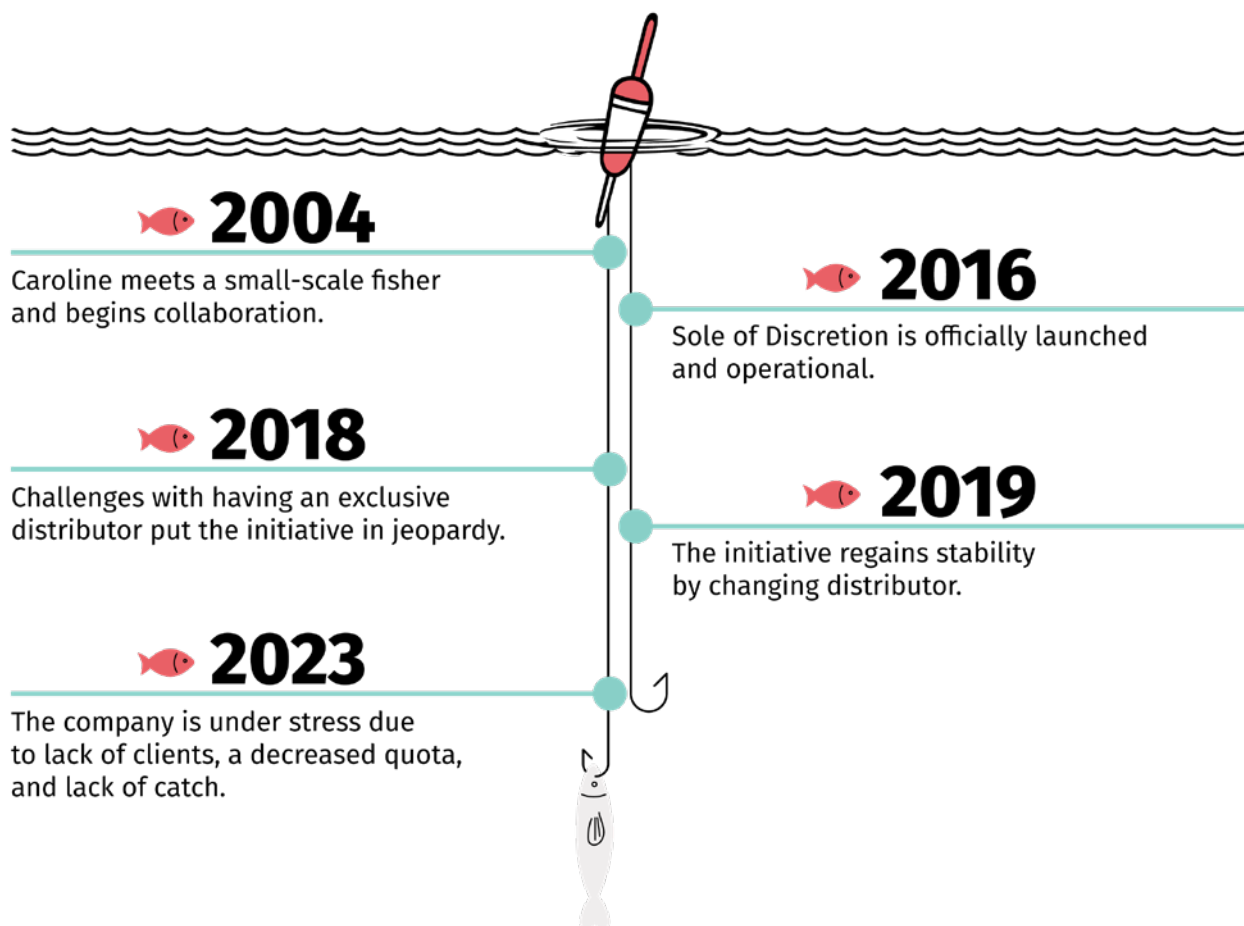 2004
Caroline meets a small-scale fisher
and begins collaboration.
2016
Sole of Discretion is officially launched
and operational.
2018
Challenges with having an exclusive
distributor put the initiative in jeopardy.
2019
The initiative regains stability
by changing distributor.
2023
The company is under stress due
to lack of clients, a decreased quota,
and lack of catch.